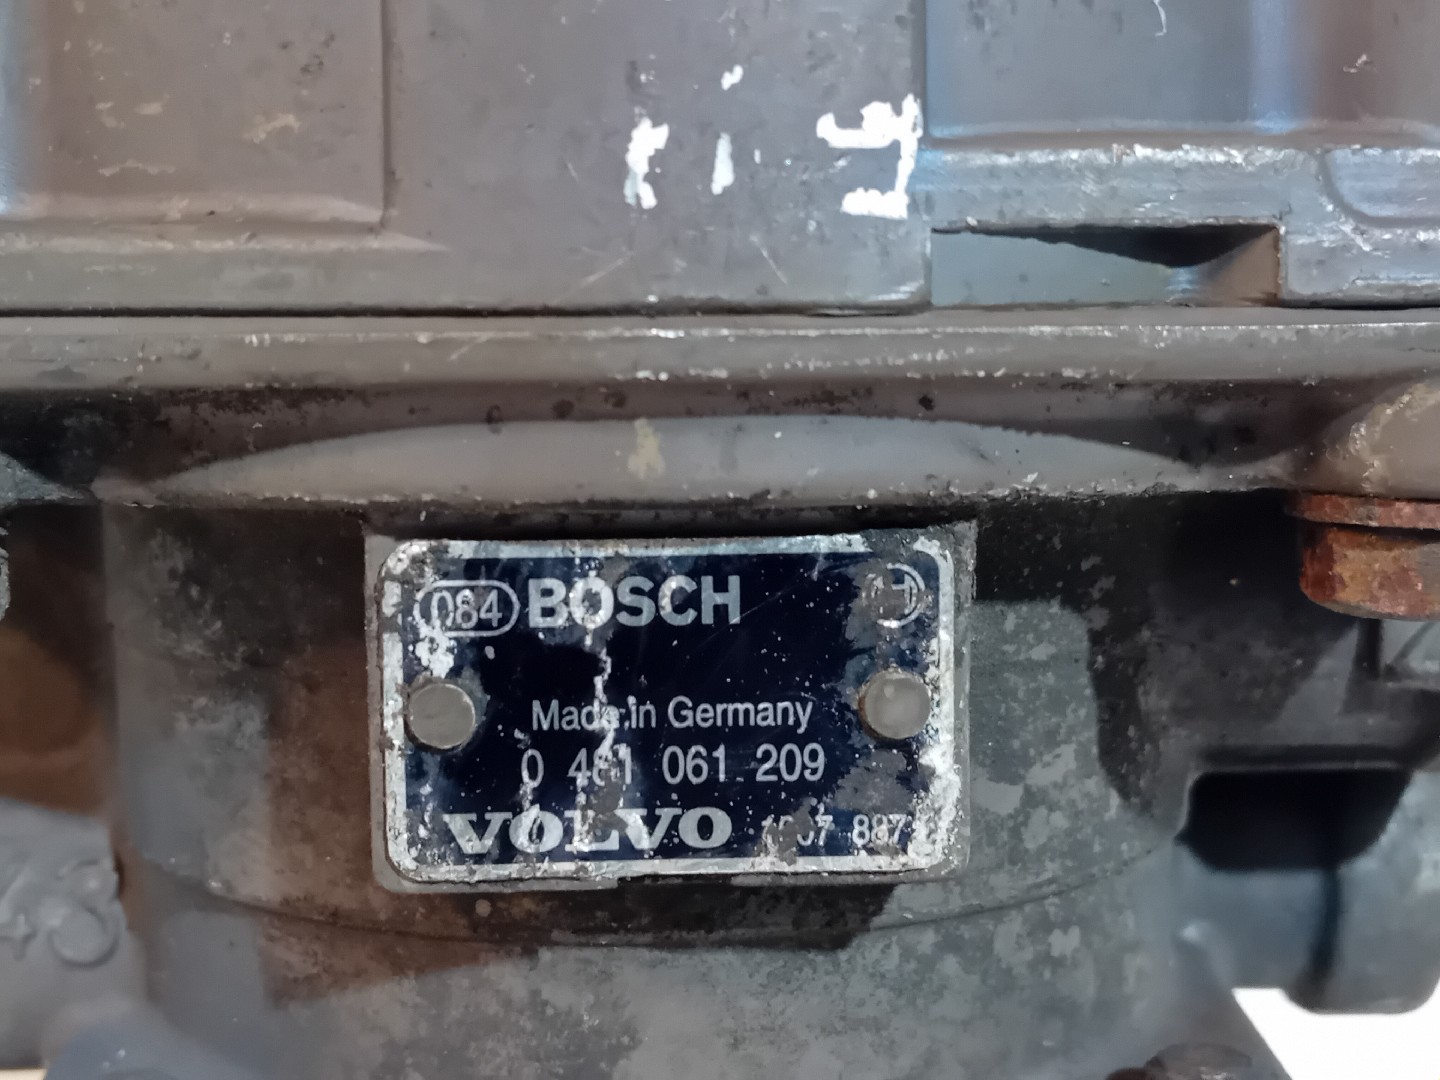 084 BOSCH
Made in Germany
0 481 061 209
VOLVO